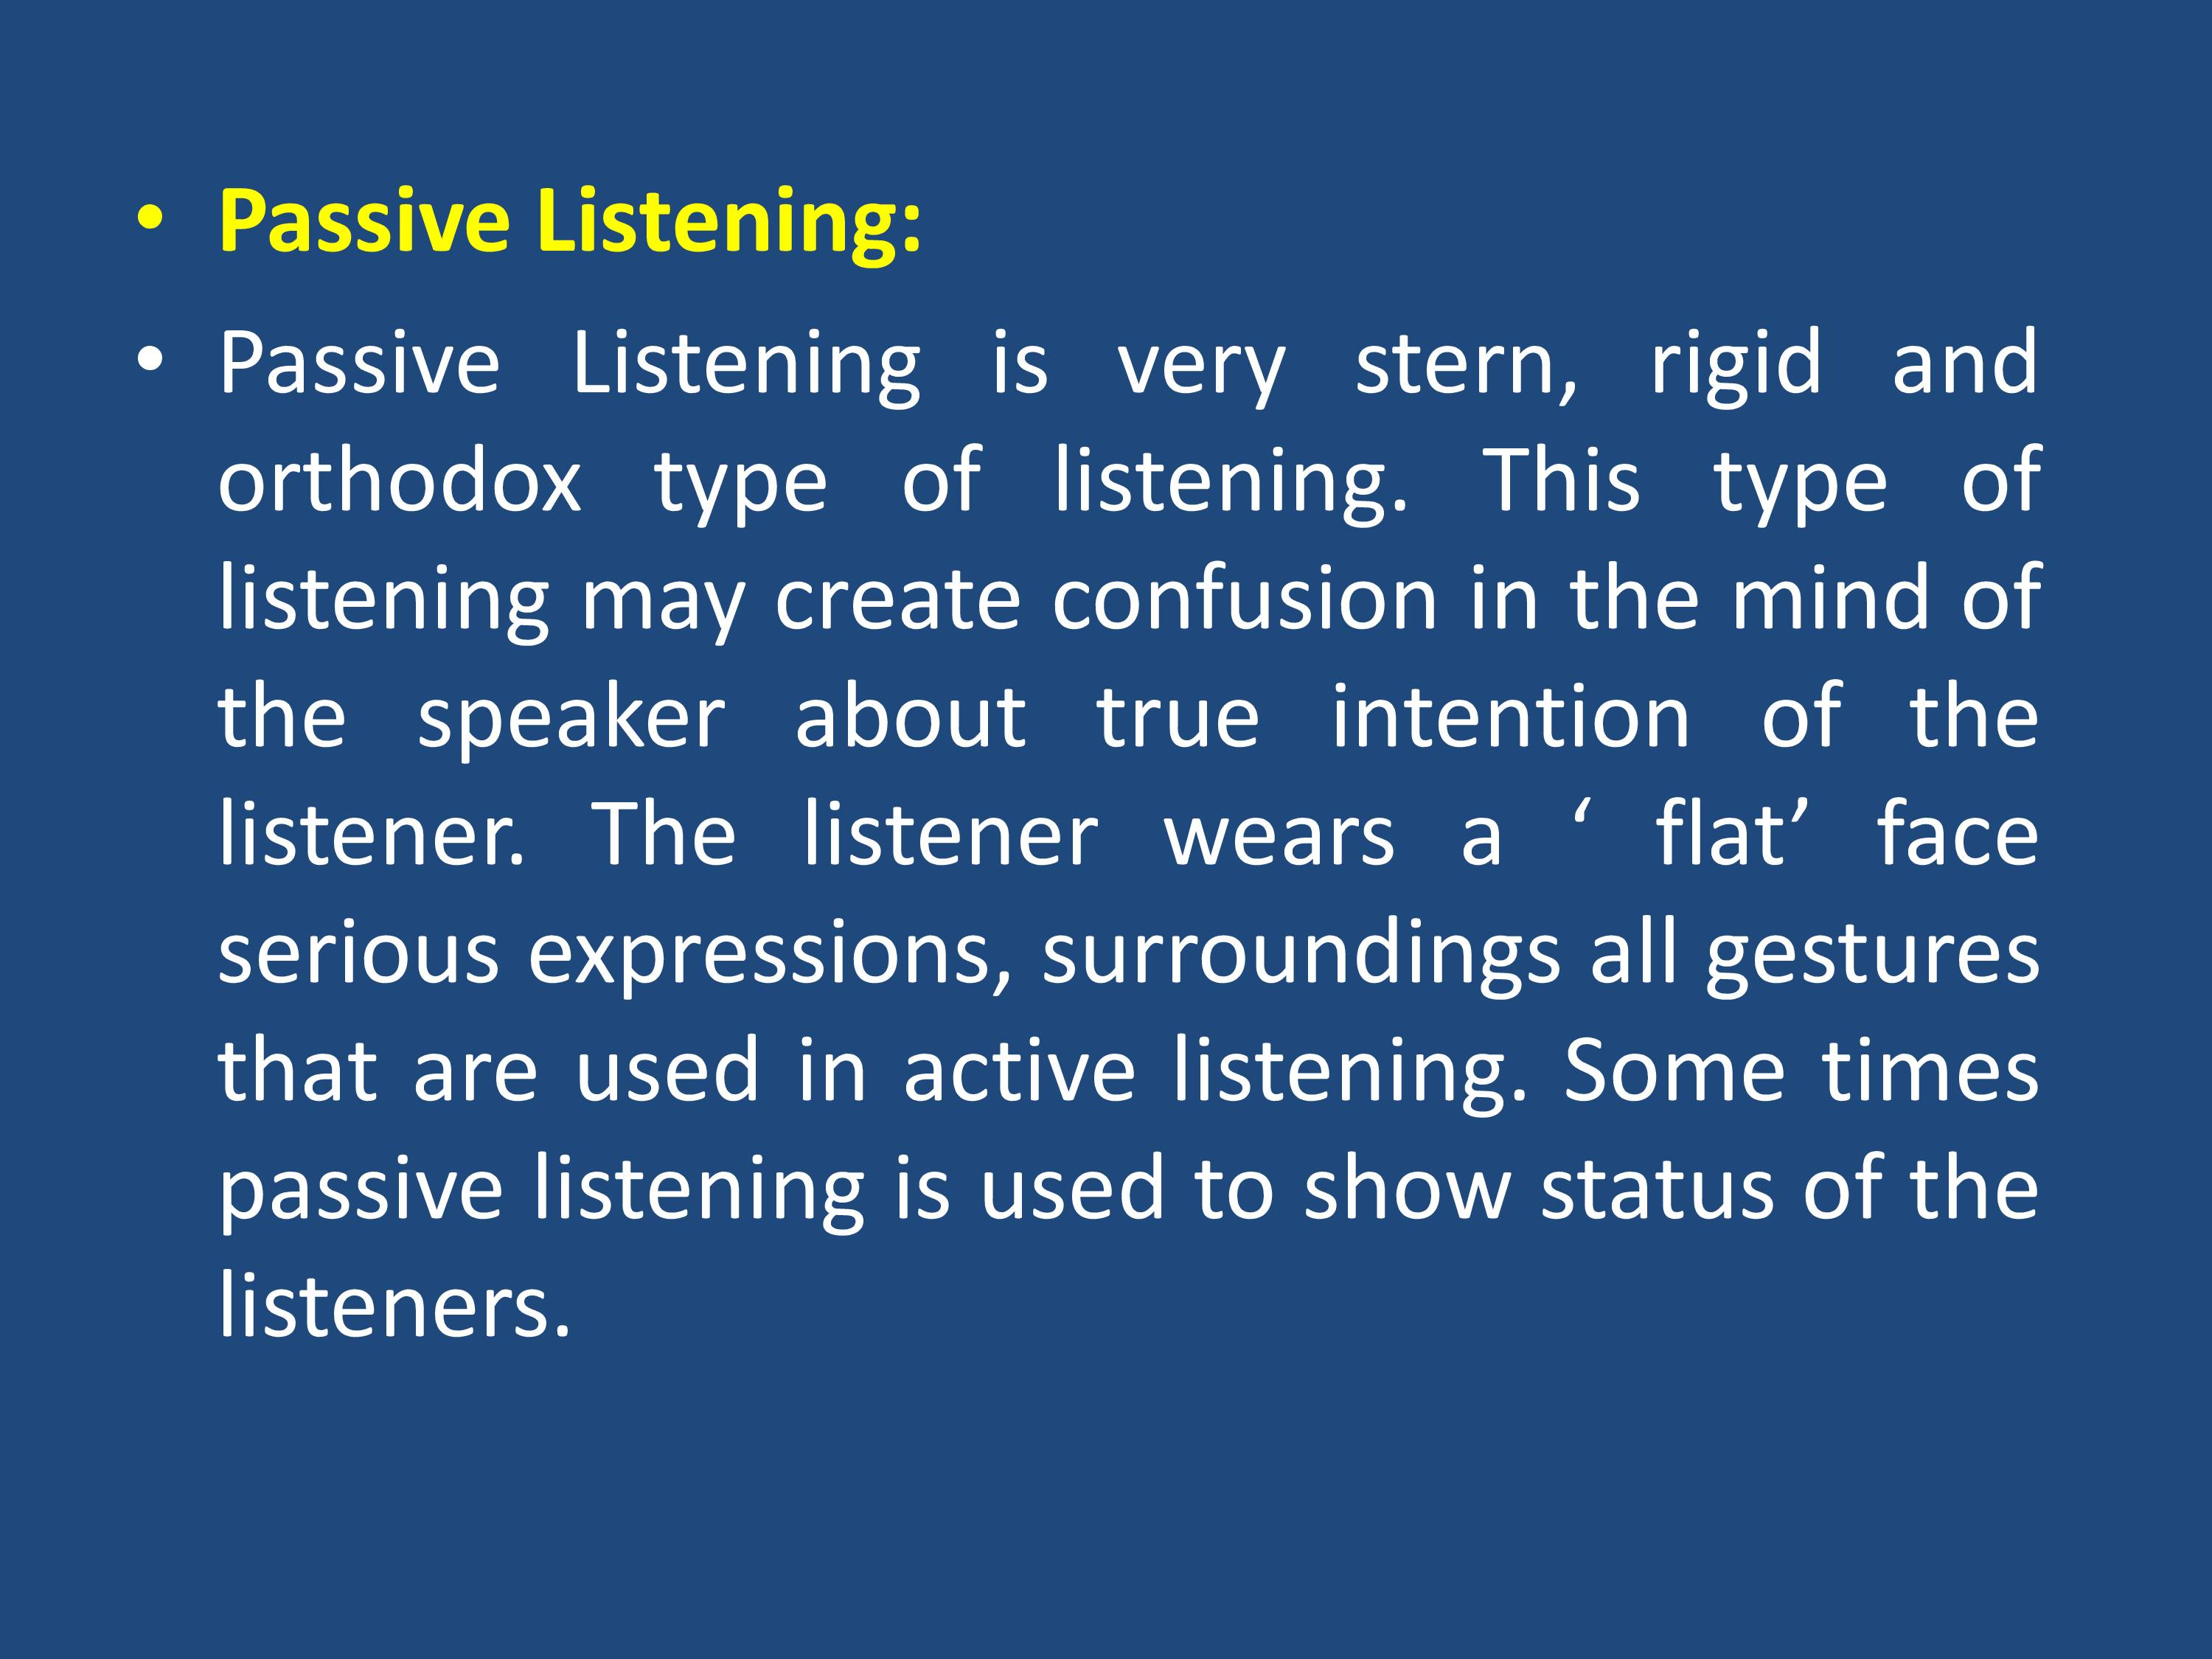 • Passive Listening:
• Passive Listening is very stern, rigid and
orthodox type of listening. This type of
listening may create confusion in the mind of
the speaker about true intention of the
listener. The listener wears a ‘ flat’ face
serious expressions, surroundings all gestures
that are used in active listening. Some times
passive listening is used to show status of the
listeners.